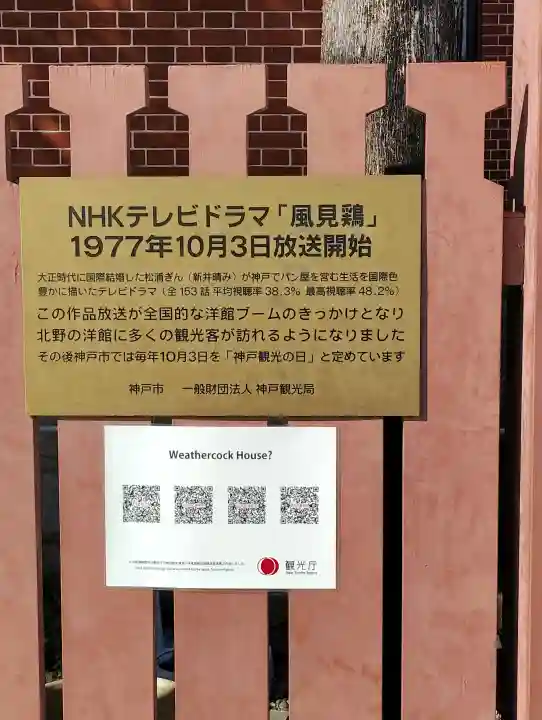 NHKテレビドラマ「風見鶏」
1977年10月3日放送開始
大正時代に国際結婚した松浦ぎん（新井晴み）が神戸でパン屋を営む生活を国際色
豊かに描いたテレビドラマ（全153話 平均視聴率38.3% 最高視聴率48.2%）
この作品放送が全国的な洋館ブームのきっかけとなり
北野の洋館に多くの観光客が訪れるようになりました
その後神戸市では毎年10月3日を「神戸観光の日」と定めています
神戸市 一般財団法人 神戸観光局
Weathercock House?
観光庁
Japan Tourism Agency